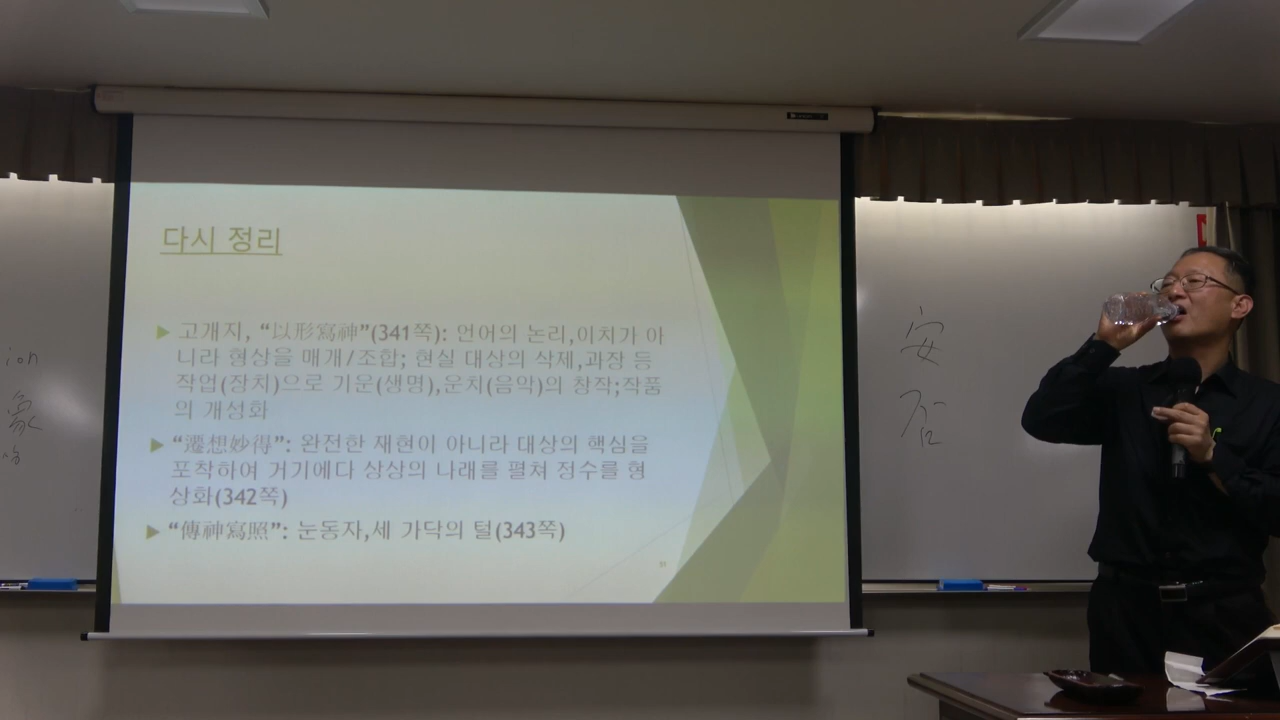 다시 정리
고개지, “以形寫神”(341쪽): 언어의 논리,이치가 아
니라 형상을 매개/조합; 현실 대상의 삭제,과장 등
작업(장치)으로 기운(생명),운치(음악)의 창작;작품
의 개성화
“遷想妙得”: 완전한 재현이 아니라 대상의 핵심을
포착하여 거기에다 상상의 나래를 펼쳐 정수를 형
상화(342쪽)
“傳神寫照”: 눈동자,세 가닥의 털(343쪽)
ion
象
安
否